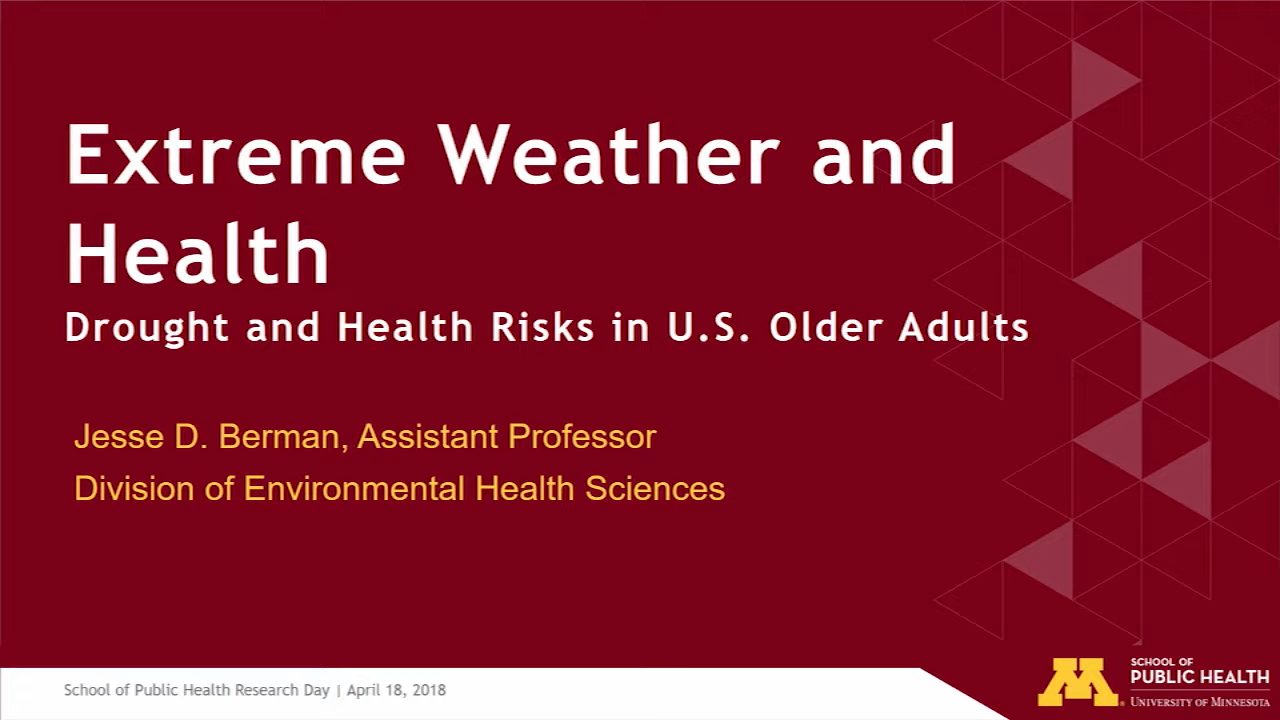 Extreme Weather and
Health
Drought and Health Risks in U.S. Older Adults
Jesse D. Berman, Assistant Professor
Division of Environmental Health Sciences
School of Public Health Research Day | April 18, 2018
M
SCHOOL OF
PUBLIC HEALTH
UNIVERSITY OF MINNESOTA